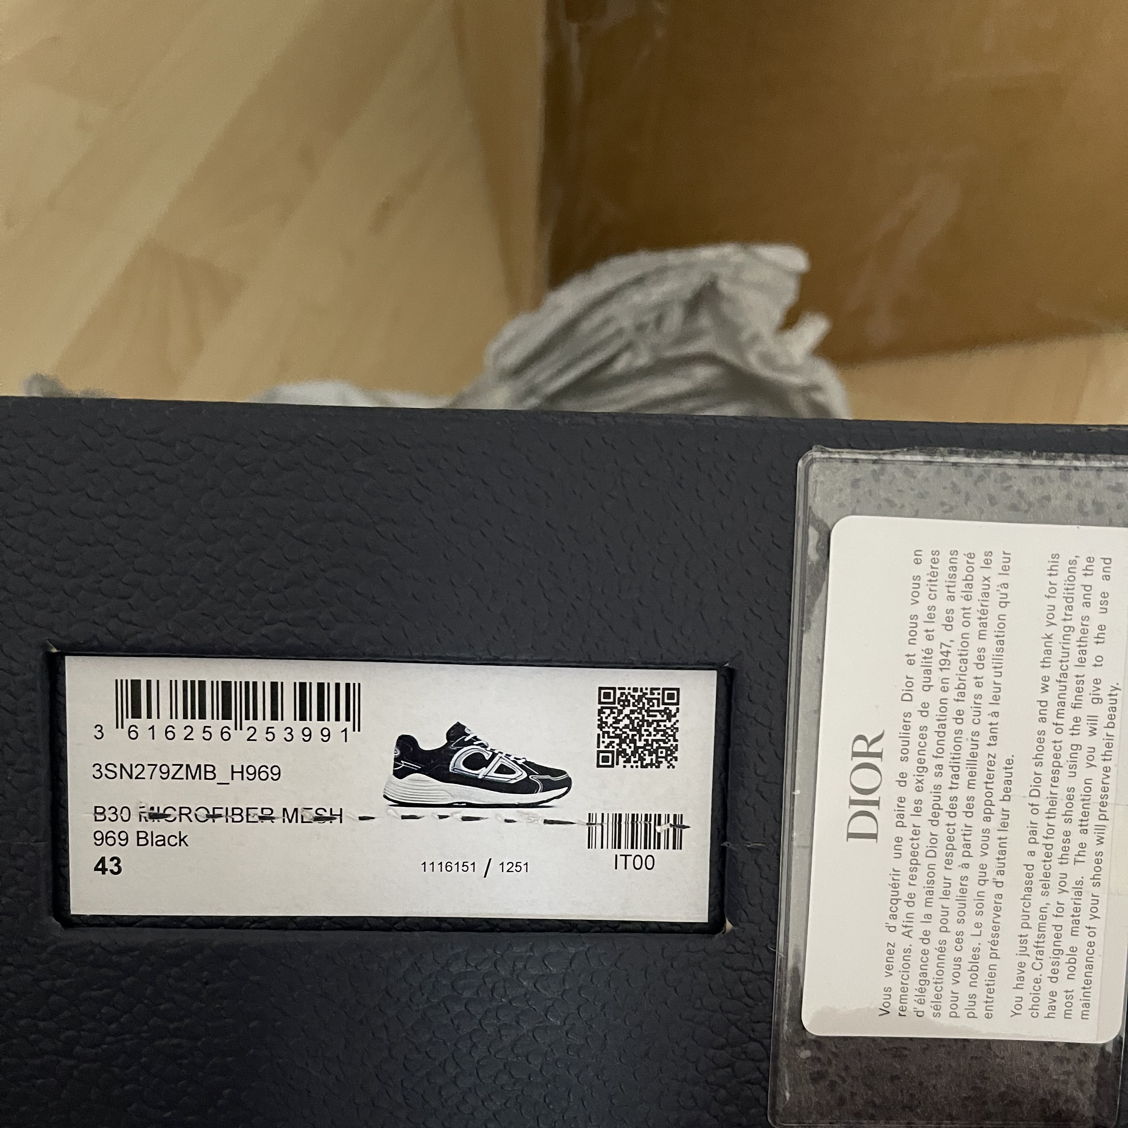 3 616256 253991
3SN279ZMB_H969
B30 MICROFIBER MESH
969 Black
43
1116151 / 1251
IT00
CD
DIOR
Vous venez d'acquérir une paire de souliers Dior et nous vous en
remercions. Afin de respecter les exigences de qualité et les critères
d'élégance de la maison Dior depuis sa fondation en 1947, des artisans
sélectionnés pour leur respect des traditions de fabrication ont élaboré
pour vous ces souliers à partir des meilleurs cuirs et des matériaux les
plus nobles. Le soin que vous apporterez tant à leur utilisation qu'à leur
entretien préservera d'autant leur beaute.
You have just purchased a pair of Dior shoes and we thank you for this
choice. Craftsmen, selected for their respect of manufacturing traditions,
have designed for you these shoes using the finest leathers and the
most noble materials. The attention you will give to the use and
maintenance of your shoes will preserve their beauty.